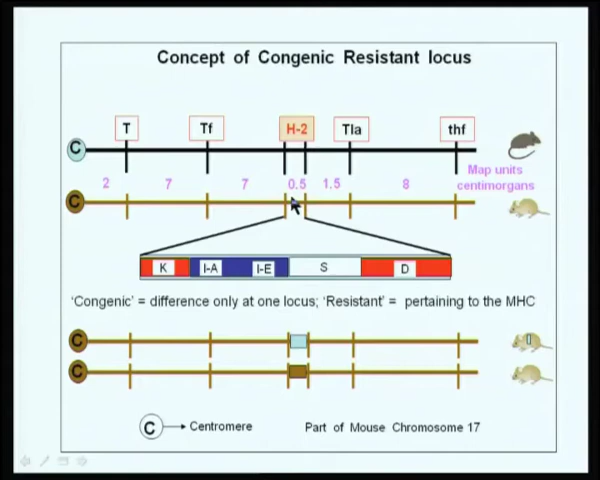 Concept of Congenic Resistant locus
T Tf H-2 Tla thf
C
Map units
2 7 7 0.5 1.5 8 centimorgans
C
K I-A I-E S D
‘Congenic’ = difference only at one locus; ‘Resistant’ = pertaining to the MHC
C
C
C Centromere Part of Mouse Chromosome 17